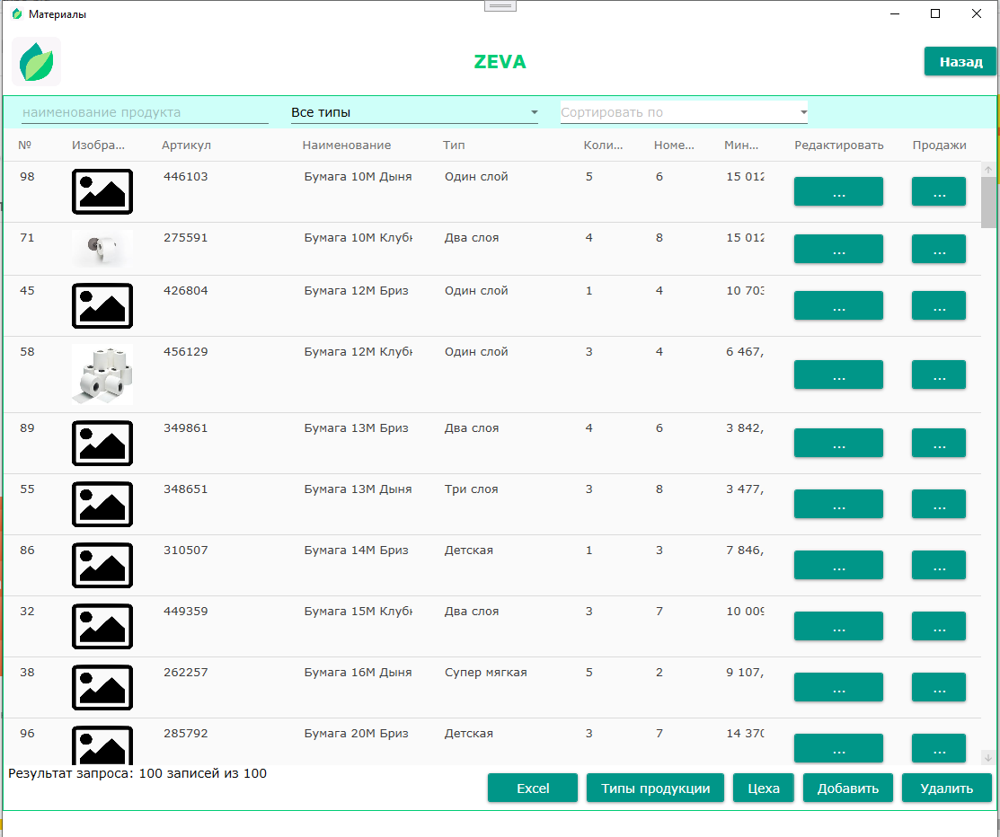 Материалы
ZEVA
Назад
наименование продукта Все типы Сортировать по
№ Изобра... Артикул Наименование Тип Коли... Номе... Мин... Редактировать Продажи
98 446103 Бумага 10М Дыня Один слой 5 6 15 012 ... ...
71 275591 Бумага 10М Клубн Два слоя 4 8 15 012 ... ...
45 426804 Бумага 12М Бриз Один слой 1 4 10 703 ... ...
58 456129 Бумага 12М Клубн Один слой 3 4 6 467, ... ...
89 349861 Бумага 13М Бриз Два слоя 4 6 3 842, ... ...
55 348651 Бумага 13М Дыня Три слоя 3 8 3 477, ... ...
86 310507 Бумага 14М Бриз Детская 1 3 7 846, ... ...
32 449359 Бумага 15М Клубн Два слоя 3 7 10 009 ... ...
38 262257 Бумага 16М Дыня Супер мягкая 5 2 9 107, ... ...
96 285792 Бумага 20М Бриз Детская 3 7 14 370 ... ...
Результат запроса: 100 записей из 100
Excel Типы продукции Цеха Добавить Удалить